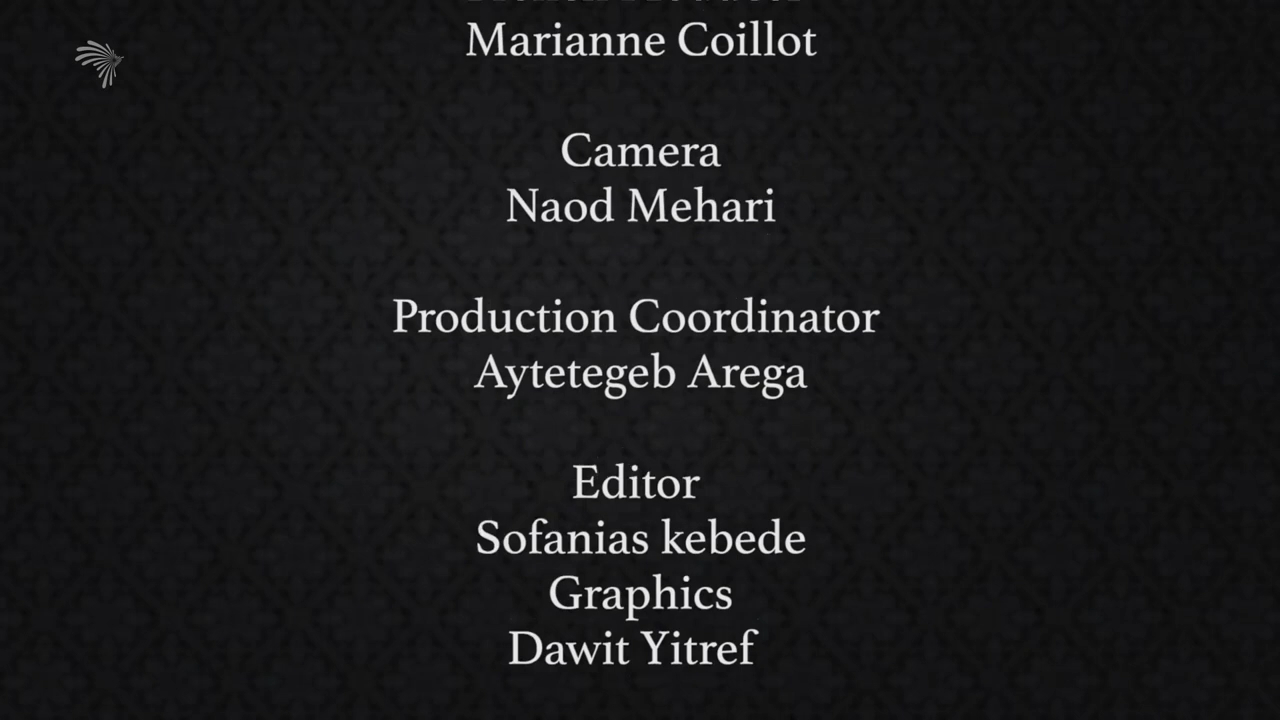 Marianne Coillot
Camera
Naod Mehari
Production Coordinator
Aytetegeb Arega
Editor
Sofanias kebede
Graphics
Dawit Yitref